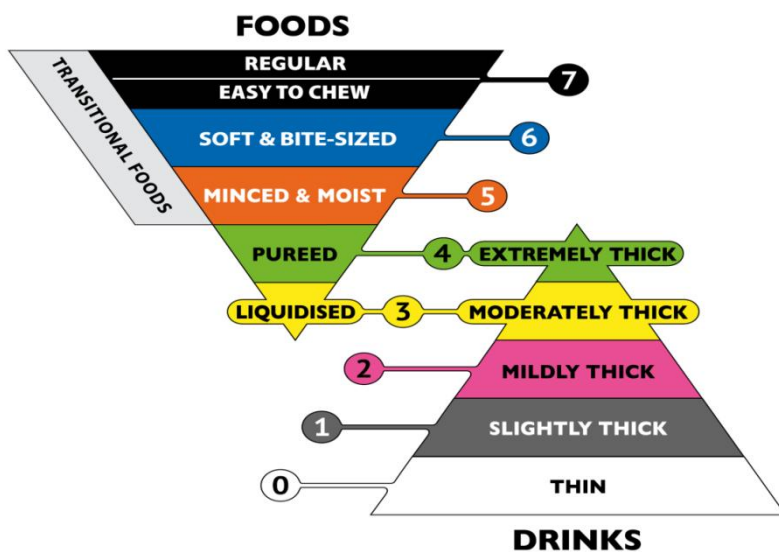 FOODS
REGULAR
7
EASY TO CHEW
TRANSITIONAL FOODS
SOFT & BITE-SIZED
6
MINCED & MOIST
5
PUREED
4
EXTREMELY THICK
LIQUIDISED
3
MODERATELY THICK
2
MILDLY THICK
1
SLIGHTLY THICK
0
THIN
DRINKS